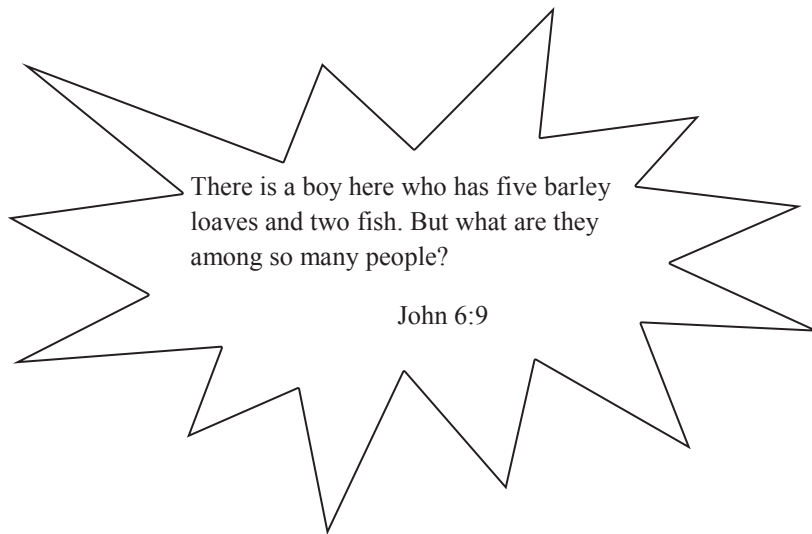 There is a boy here who has five barley
loaves and two fish. But what are they
among so many people?
John 6:9